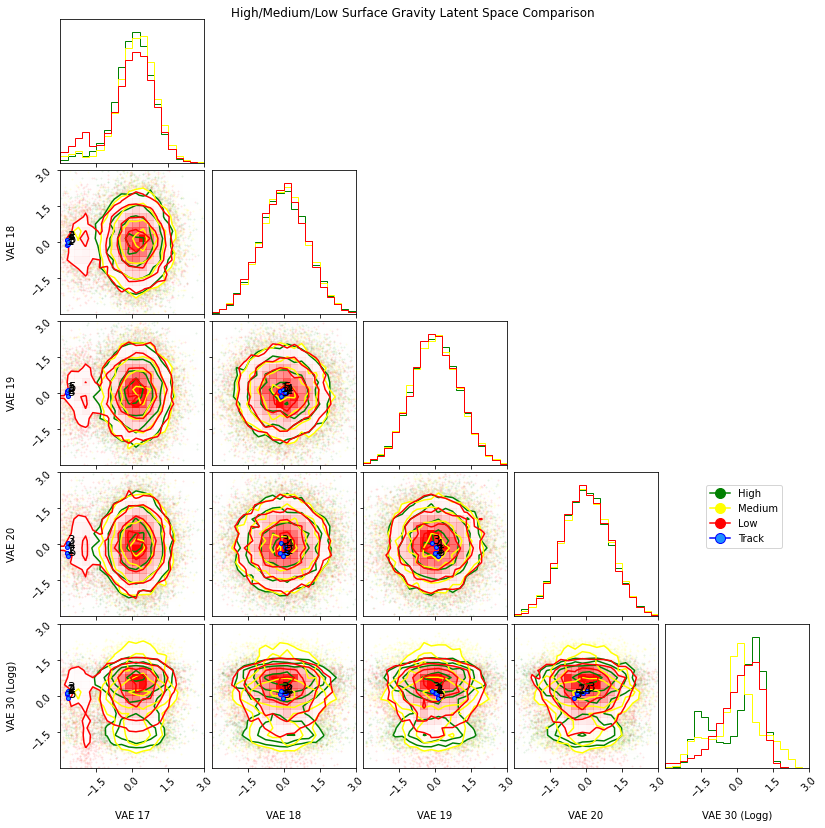 High/Medium/Low Surface Gravity Latent Space Comparison
3.0
1.5
0.0
−1.5
VAE 18
3.0
1.5
0.0
−1.5
VAE 19
3.0
1.5
0.0
−1.5
VAE 20
High
Medium
Low
Track
3.0
1.5
0.0
−1.5
VAE 30 (Logg)
−1.5 0.0 1.5 3.0 −1.5 0.0 1.5 3.0 −1.5 0.0 1.5 3.0 −1.5 0.0 1.5 3.0 −1.5 0.0 1.5 3.0
VAE 17 VAE 18 VAE 19 VAE 20 VAE 30 (Logg)